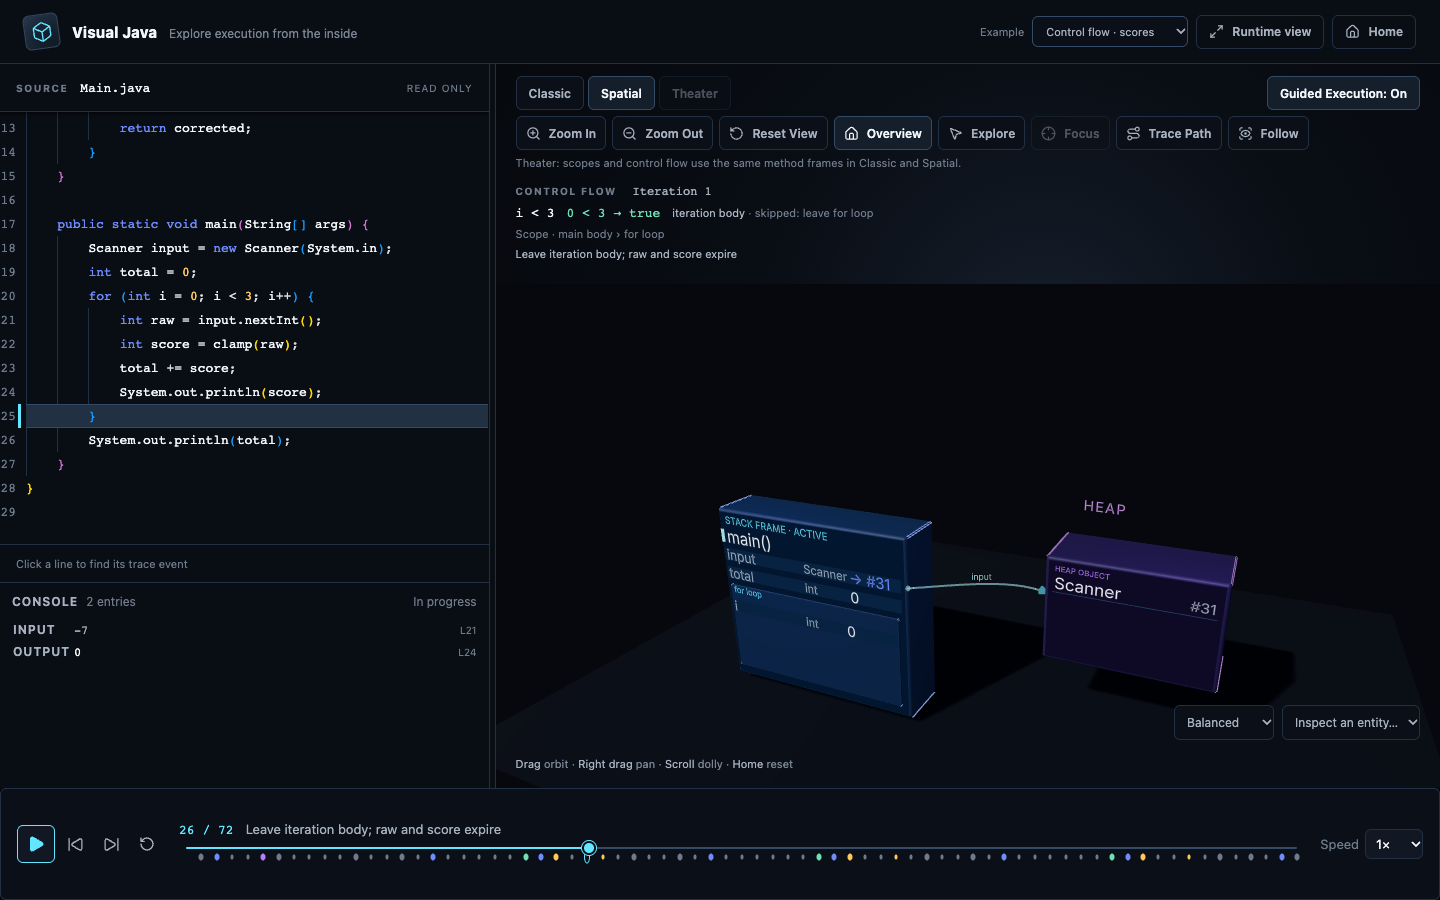 Visual Java
Explore execution from the inside
Example
Control flow · scores
Runtime view
Home
SOURCE Main.java
READ ONLY
13 return corrected;
14 }
15 }
16
17 public static void main(String[] args) {
18 Scanner input = new Scanner(System.in);
19 int total = 0;
20 for (int i = 0; i < 3; i++) {
21 int raw = input.nextInt();
22 int score = clamp(raw);
23 total += score;
24 System.out.println(score);
25 }
26 System.out.println(total);
27 }
28 }
29
Click a line to find its trace event
CONSOLE 2 entries
In progress
INPUT -7 L21
OUTPUT 0 L24
Classic Spatial Theater
Guided Execution: On
Zoom In Zoom Out Reset View Overview Explore Focus Trace Path Follow
Theater: scopes and control flow use the same method frames in Classic and Spatial.
CONTROL FLOW Iteration 1
i < 3 0 < 3 → true iteration body · skipped: leave for loop
Scope · main body › for loop
Leave iteration body; raw and score expire
STACK FRAME · ACTIVE
main()
input Scanner → #31
total int 0
for loop
i int 0
input
HEAP
HEAP OBJECT
Scanner
#31
Balanced
Inspect an entity...
Drag orbit · Right drag pan · Scroll dolly · Home reset
26 / 72 Leave iteration body; raw and score expire
Speed 1×